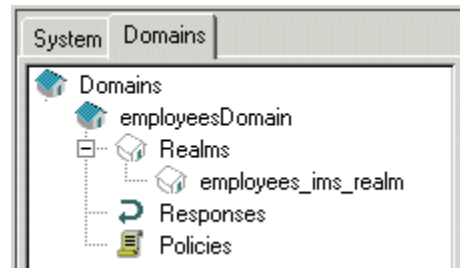 System Domains
Domains
employeesDomain
Realms
employees_ims_realm
Responses
Policies